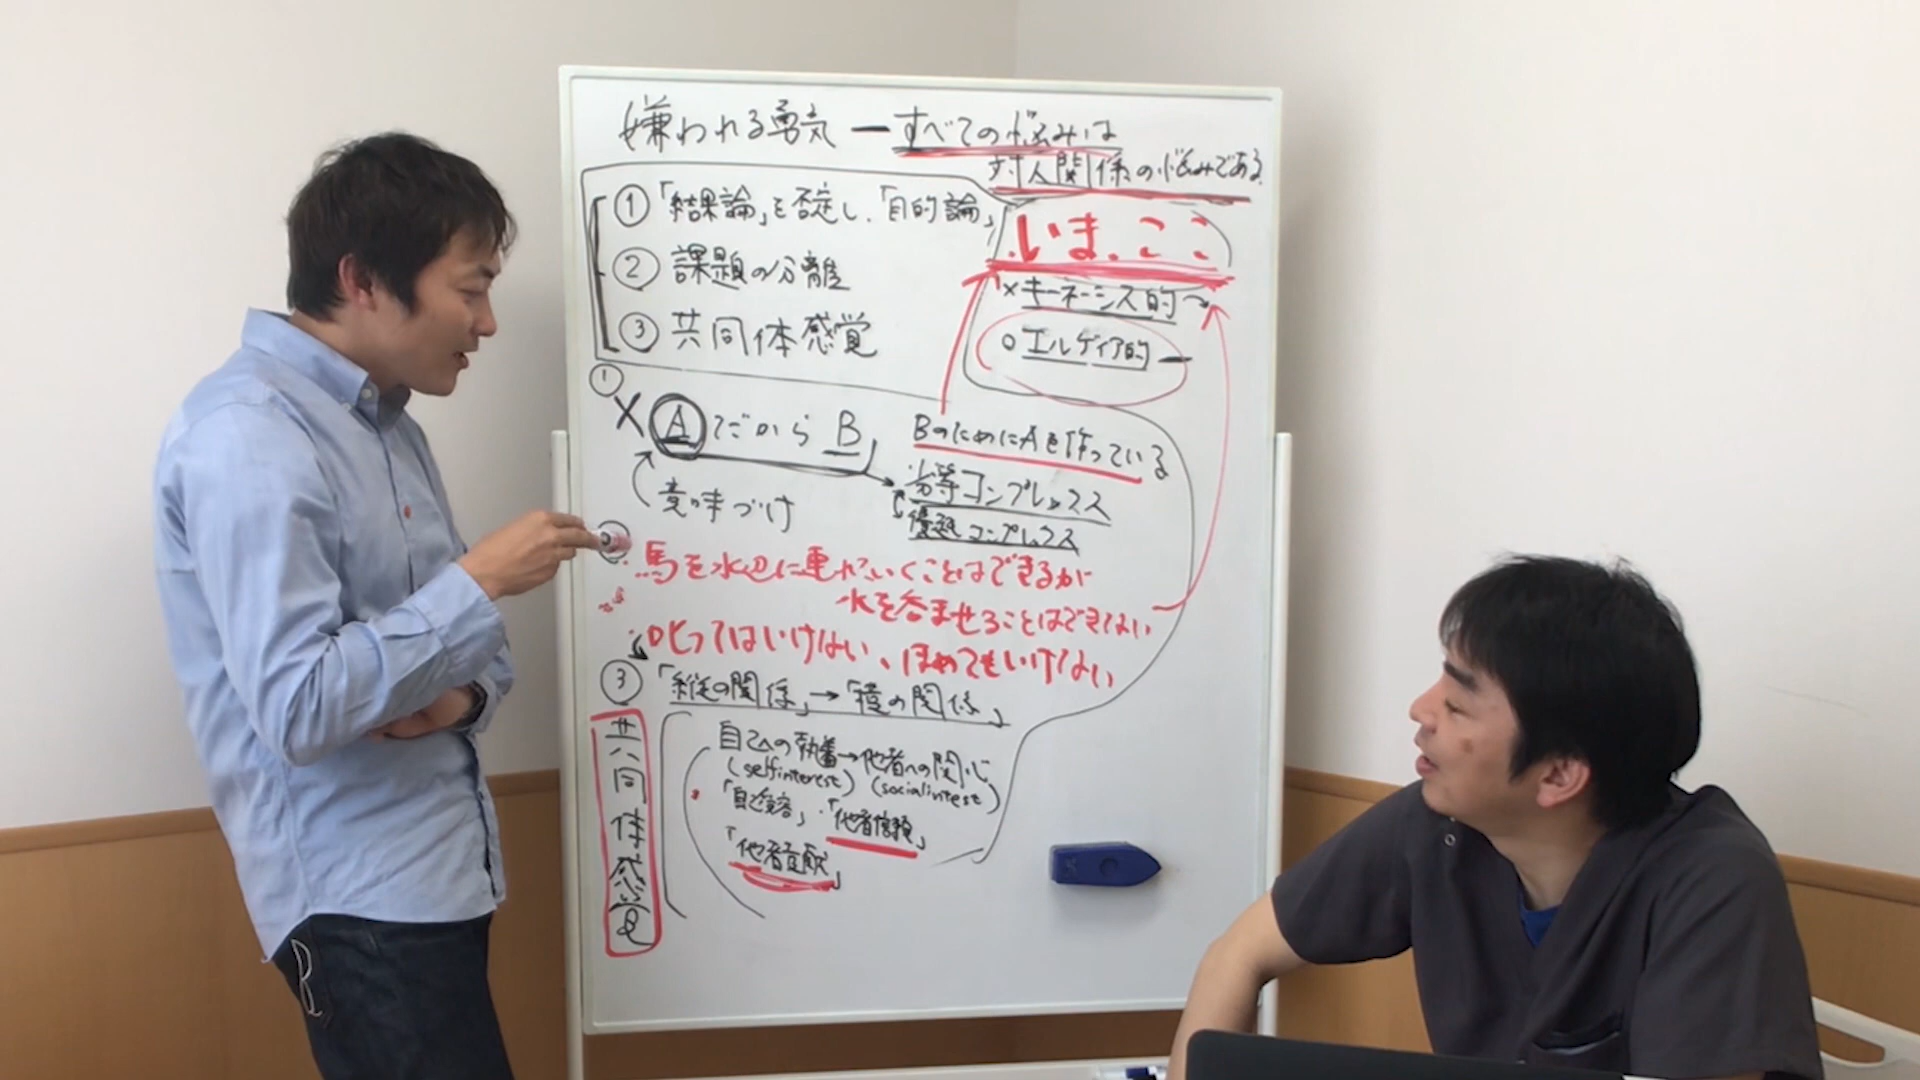 嫌われる勇気 ー すべての悩みは
対人関係の悩みである
① 「結果論」を否定し、「目的論」
② 課題の分離
③ 共同体感覚
いま、ここ
× キーネーシス的
○ エルディア的 ー
①
× A だから B
意味づけ
BのためにAを作っている
劣等コンプレックス
優越コンプレックス
②
馬を水辺に連れていくことはできるが
水を呑ませることはできない
叱ってはいけない、ほめてもいけない
③ 「縦の関係」→「横の関係」
共同体感覚
自己への執着→他者への関心
(selfinterest) (socialintest)
「自己受容」・「他者信頼」
「他者貢献」
B